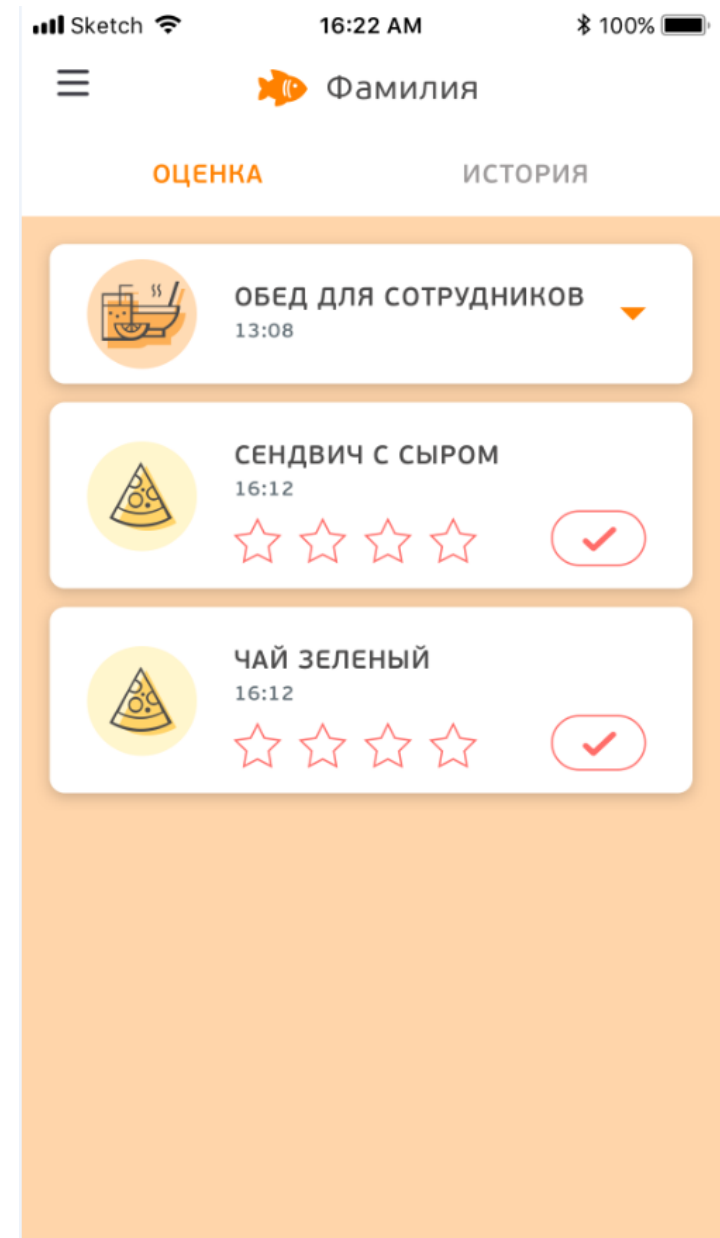 Sketch 16:22 AM 100%
Фамилия
ОЦЕНКА ИСТОРИЯ
ОБЕД ДЛЯ СОТРУДНИКОВ
13:08
СЕНДВИЧ С СЫРОМ
16:12
ЧАЙ ЗЕЛЕНЫЙ
16:12